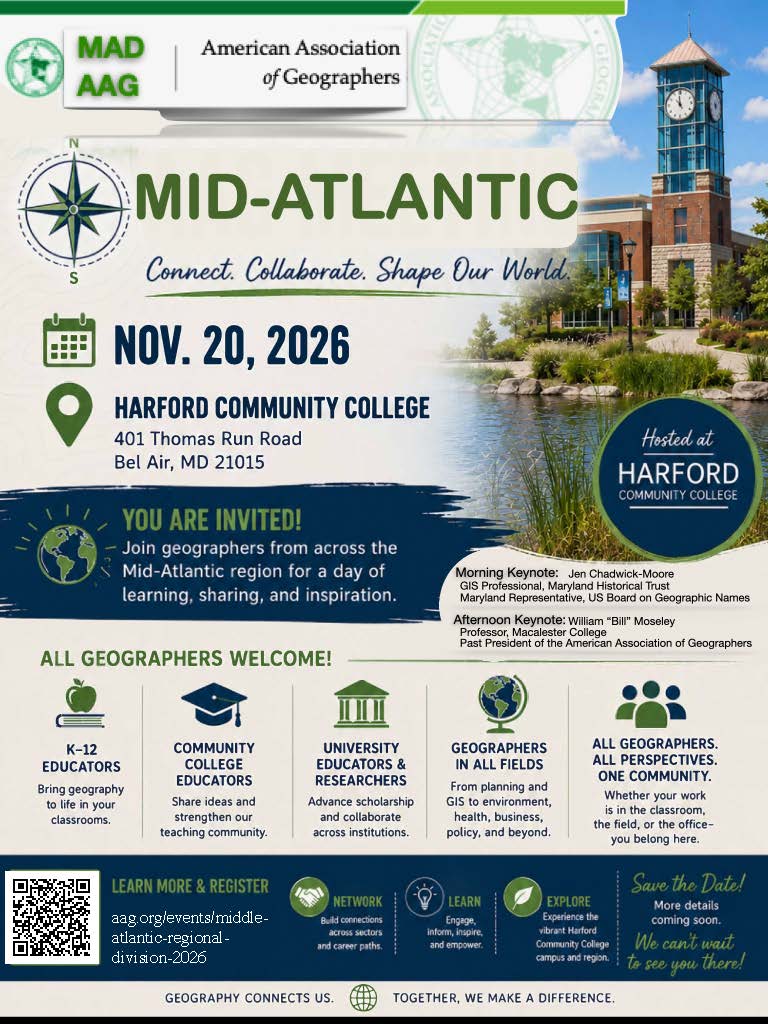 MAD
AAG
American Association
of Geographers
N
S
MID-ATLANTIC
Connect. Collaborate. Shape Our World.
NOV. 20, 2026
HARFORD COMMUNITY COLLEGE
401 Thomas Run Road
Bel Air, MD 21015
Hosted at
HARFORD
COMMUNITY COLLEGE
YOU ARE INVITED!
Join geographers from across the
Mid-Atlantic region for a day of
learning, sharing, and inspiration.
Morning Keynote: Jen Chadwick-Moore
GIS Professional, Maryland Historical Trust
Maryland Representative, US Board on Geographic Names
Afternoon Keynote: William “Bill” Moseley
Professor, Macalester College
Past President of the American Association of Geographers
ALL GEOGRAPHERS WELCOME!
K–12
EDUCATORS
Bring geography
to life in your
classrooms.
COMMUNITY
COLLEGE
EDUCATORS
Share ideas and
strengthen our
teaching community.
UNIVERSITY
EDUCATORS &
RESEARCHERS
Advance scholarship
and collaborate
across institutions.
GEOGRAPHERS
IN ALL FIELDS
From planning and
GIS to environment,
health, business,
policy, and beyond.
ALL GEOGRAPHERS.
ALL PERSPECTIVES.
ONE COMMUNITY.
Whether your work
is in the classroom,
the field, or the office–
you belong here.
LEARN MORE & REGISTER
aag.org/events/middle-
atlantic-regional-
division-2026
NETWORK
Build connections
across sectors
and career paths.
LEARN
Engage,
inform, inspire,
and empower.
EXPLORE
Experience the
vibrant Harford
Community College
campus and region.
Save the Date!
More details
coming soon.
We can't wait
to see you there!
GEOGRAPHY CONNECTS US.
TOGETHER, WE MAKE A DIFFERENCE.